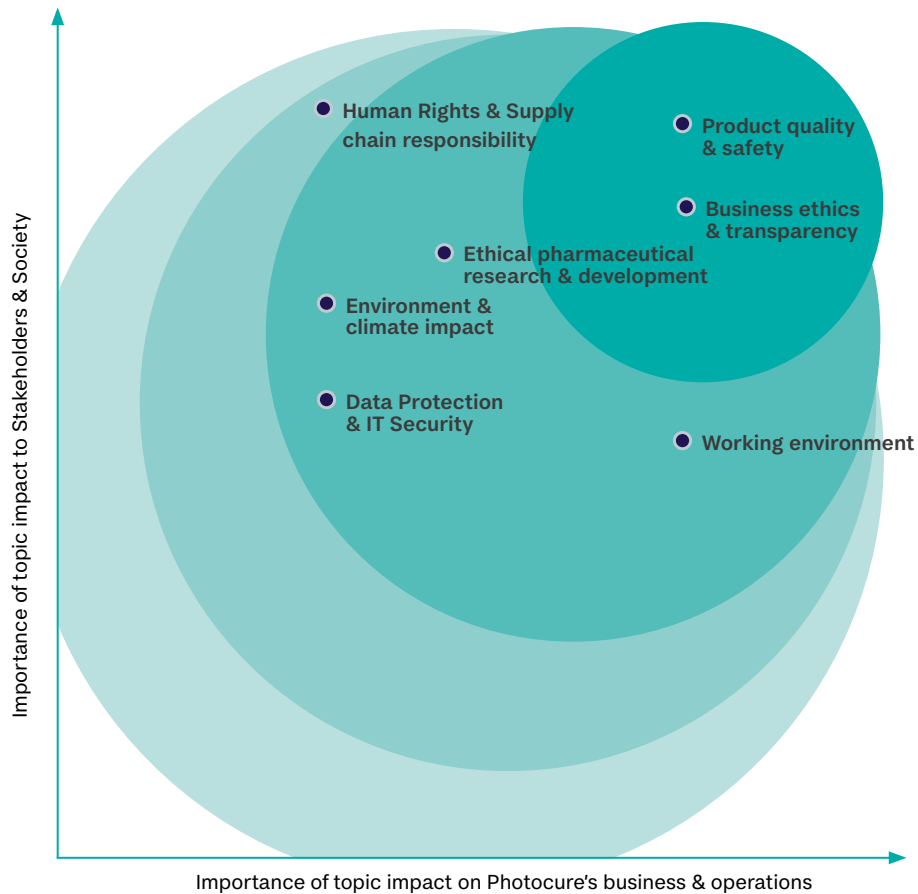 Importance of topic impact to Stakeholders & Society
Human Rights & Supply
chain responsibility
Product quality
& safety
Business ethics
& transparency
Ethical pharmaceutical
research & development
Environment &
climate impact
Data Protection
& IT Security
Working environment
Importance of topic impact on Photocure's business & operations